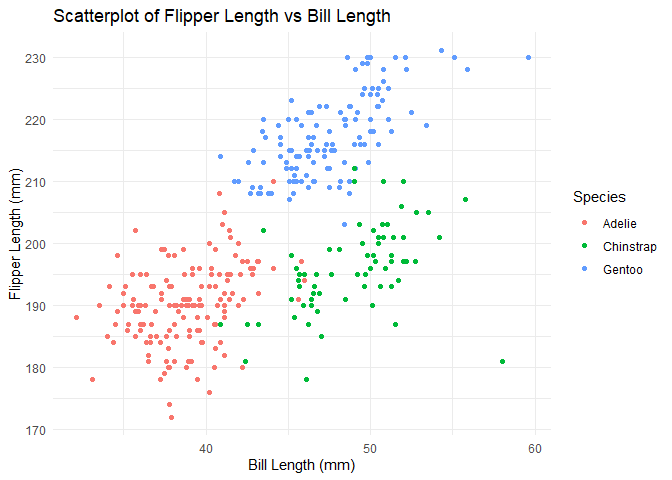 Scatterplot of Flipper Length vs Bill Length
Flipper Length (mm)
230
220
210
200
190
180
170
40
50
60
Bill Length (mm)
Species
Adelie
Chinstrap
Gentoo